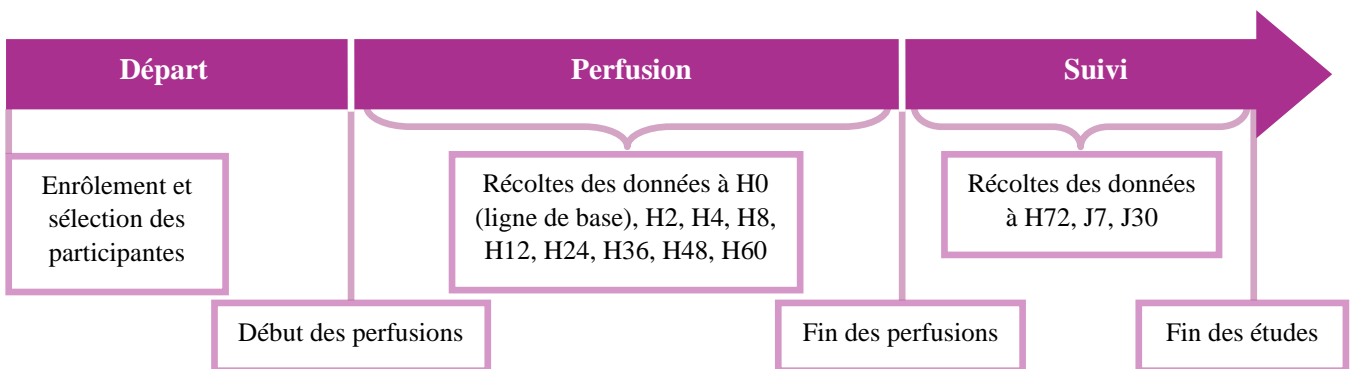 Départ
Perfusion
Suivi
Enrôlement et
sélection des
participantes
Récoltes des données à H0
(ligne de base), H2, H4, H8,
H12, H24, H36, H48, H60
Récoltes des données
à H72, J7, J30
Début des perfusions
Fin des perfusions
Fin des études